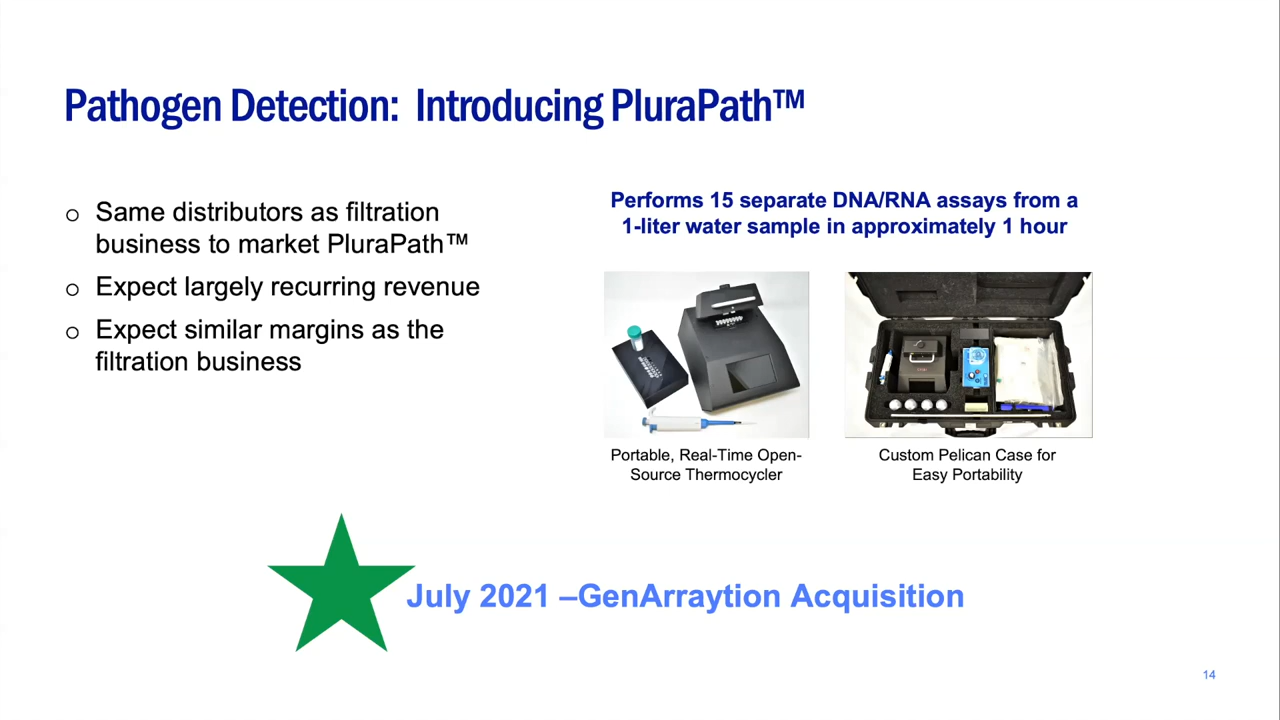 Pathogen Detection: Introducing PluraPath™
o Same distributors as filtration
business to market PluraPath™
o Expect largely recurring revenue
o Expect similar margins as the
filtration business
Performs 15 separate DNA/RNA assays from a
1-liter water sample in approximately 1 hour
Portable, Real-Time Open-
Source Thermocycler
Custom Pelican Case for
Easy Portability
July 2021 –GenArraytion Acquisition
14